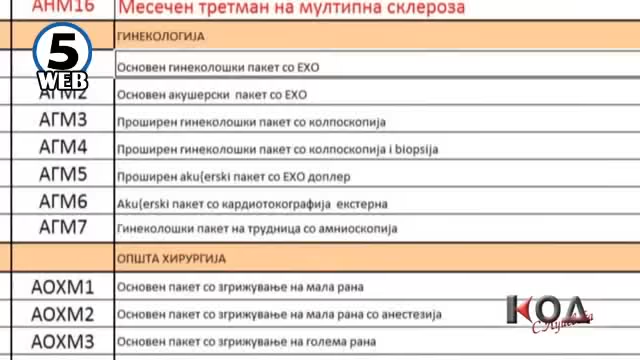 АНМ16 Месечен третман на мултипна склероза
ГИНЕКОЛОГИЈА
5
WEB
Основен гинеколошки пакет со ЕХО
АГМ2 Основен акушерски пакет со ЕХО
АГМ3 Проширен гинеколошки пакет со колпоскопија
АГМ4 Проширен гинеколошки пакет со колпоскопија i biopsija
АГМ5 Проширен aku{erski пакет со ЕХО доплер
АГМ6 Aku{erski пакет со кардиотокографија екстерна
АГМ7 Гинеколошки пакет на трудница со амниоскопија
ОПШТА ХИРУРГИЈА
АОХМ1 Основен пакет со згрижување на мала рана
АОХМ2 Основен пакет со згрижување на мала рана со анестезија
АОХМ3 Основен пакет со згрижување на голема рана
КОД